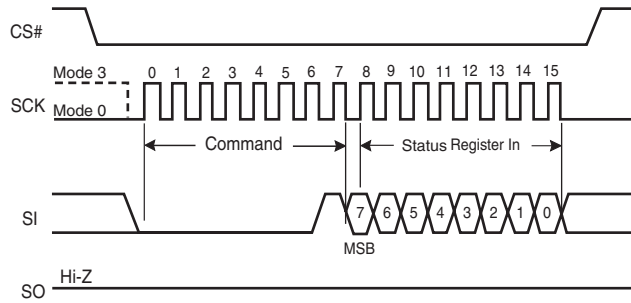 CS#
Mode 3
0 1 2 3 4 5 6 7 8 9 10 11 12 13 14 15
SCK
Mode 0
Command
Status Register In
SI
7 6 5 4 3 2 1 0
MSB
Hi-Z
SO